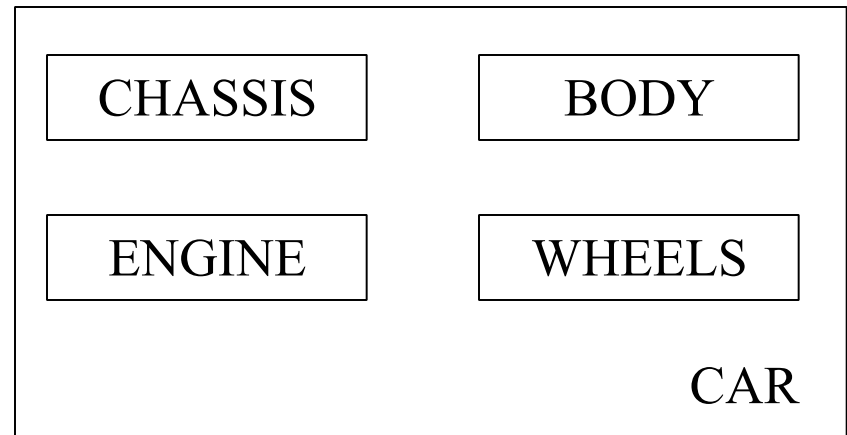 CHASSIS
BODY
ENGINE
WHEELS
CAR